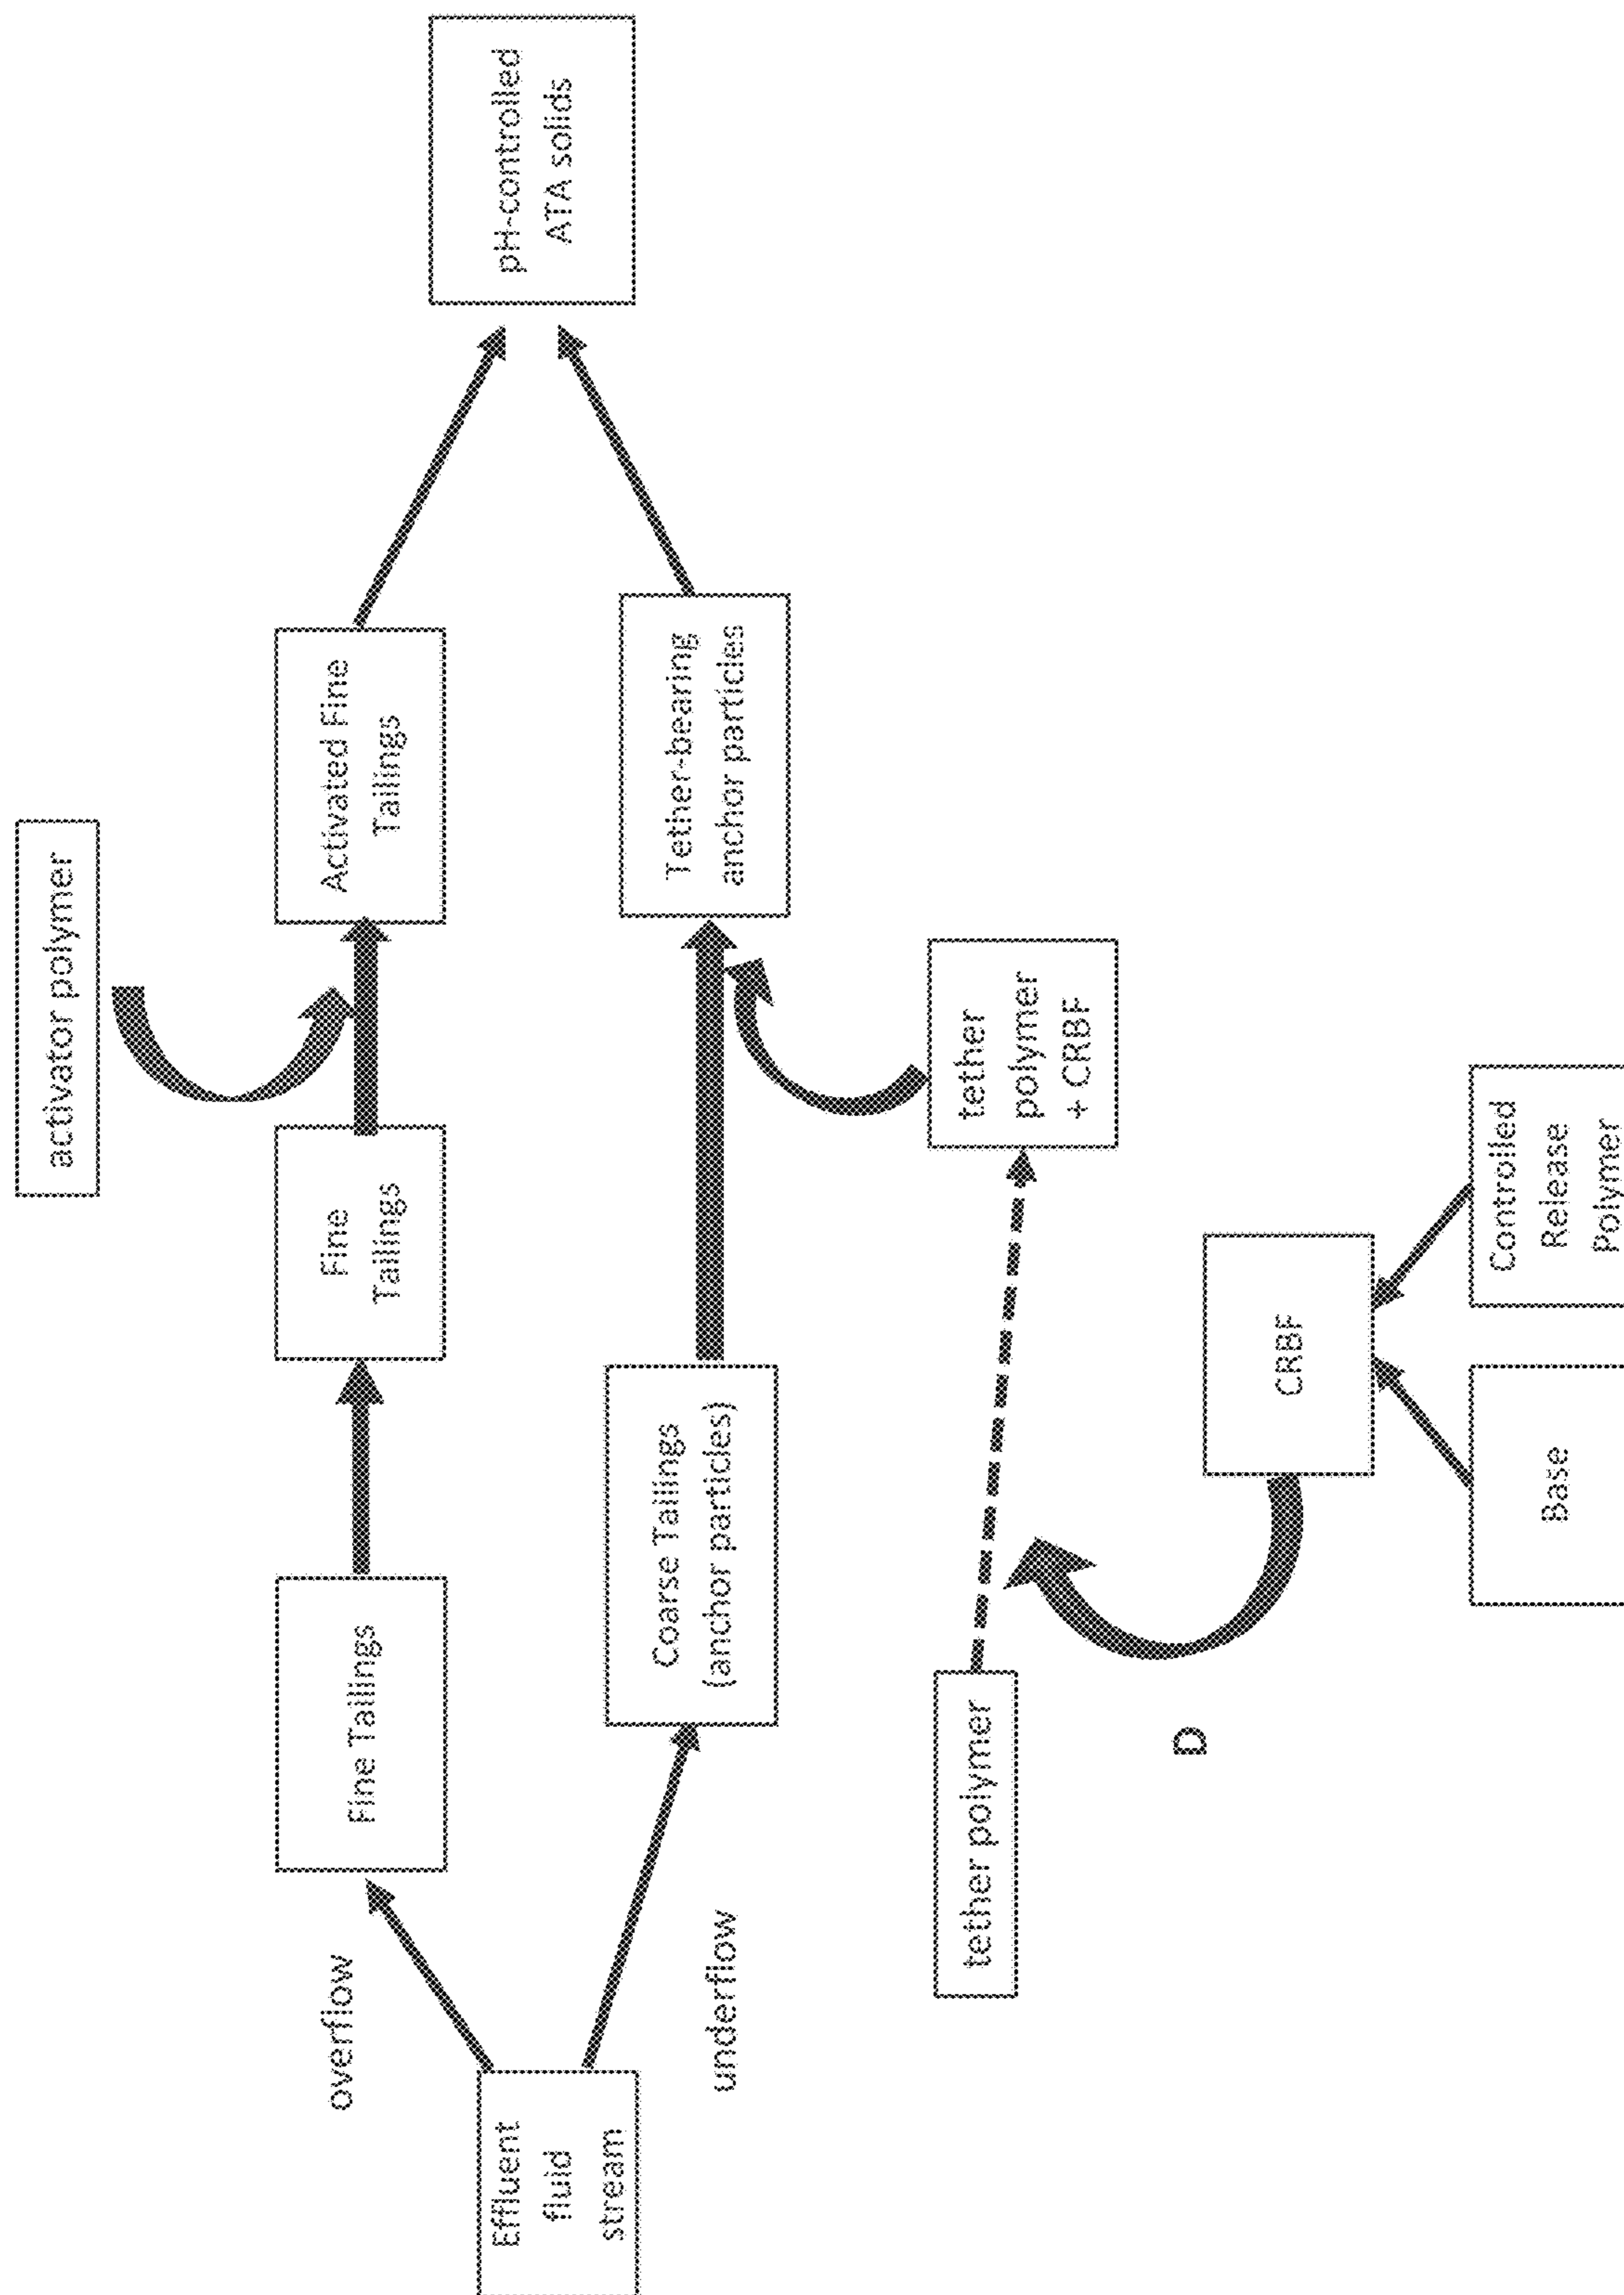 activator polymer
overflow
Fine Tailings
Fine
Tailings
Activated Fine
Tailings
Effluent
fluid
stream
pH-controlled
ATA solids
underflow
Coarse Tailings
(anchor particles)
Tether-bearing
anchor particles
tether polymer
tether
polymer
+ CRBF
D
CRBF
Base
Controlled
Release
Polymer